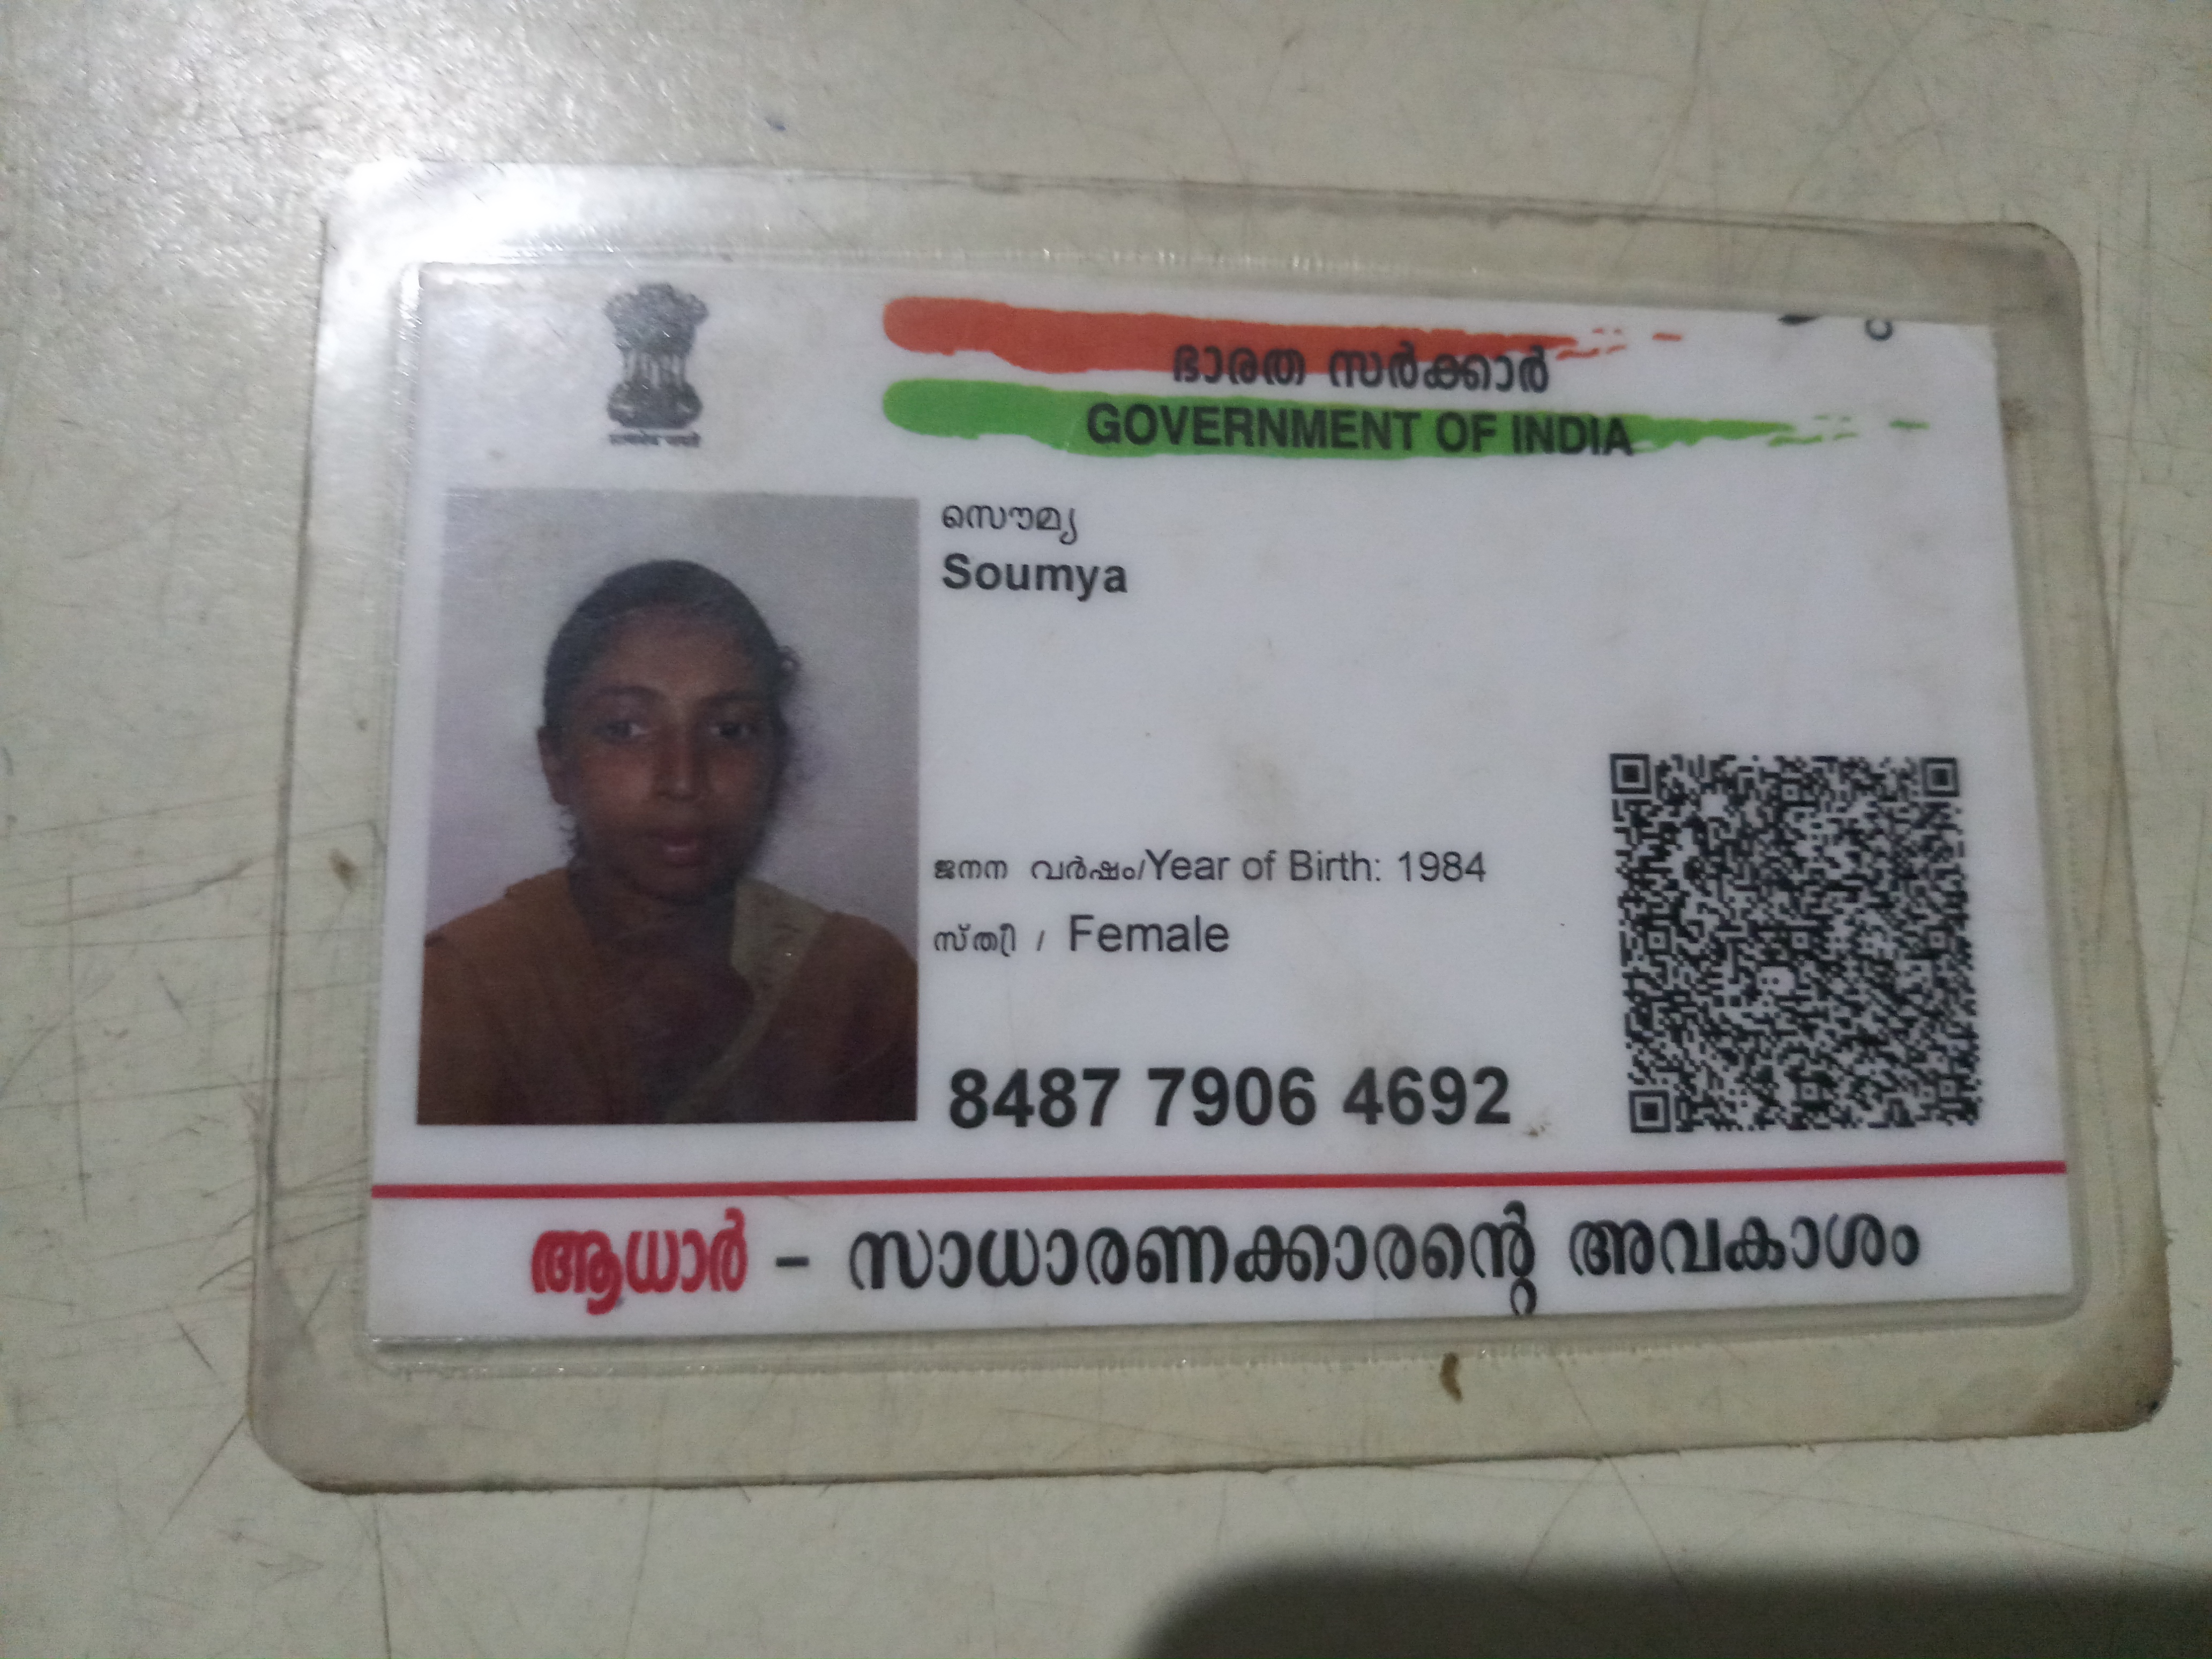 ഭാരത സർക്കാർ
GOVERNMENT OF INDIA
സൌമ്യ
Soumya
ജനന വർഷം/Year of Birth: 1984
സ്ത്രീ / Female
8487 7906 4692
ആധാർ - സാധാരണക്കാരന്റെ അവകാശം